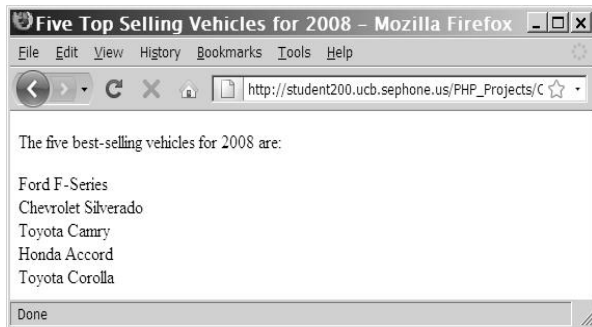 Five Top Selling Vehicles for 2008 - Mozilla Firefox
File Edit View History Bookmarks Tools Help
http://student200.ucb.sephone.us/PHP_Projects/C
The five best-selling vehicles for 2008 are:
Ford F-Series
Chevrolet Silverado
Toyota Camry
Honda Accord
Toyota Corolla
Done